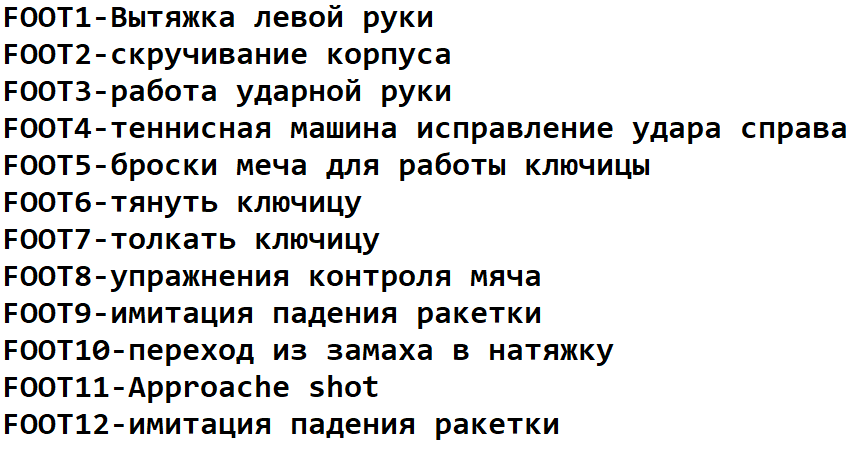 FOOT1-Вытяжка левой руки
FOOT2-скручивание корпуса
FOOT3-работа ударной руки
FOOT4-теннисная машина исправление удара справа
FOOT5-броски меча для работы ключицы
FOOT6-тянуть ключицу
FOOT7-толкать ключицу
FOOT8-упражнения контроля мяча
FOOT9-имитация падения ракетки
FOOT10-переход из замаха в натяжку
FOOT11-Approache shot
FOOT12-имитация падения ракетки